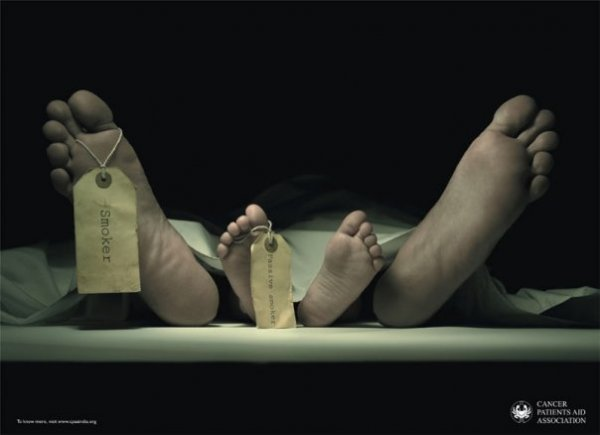 Smoker
Passive smoker
To know more, visit www.cpaaindia.org
CANCER
PATIENTS AID
ASSOCIATION